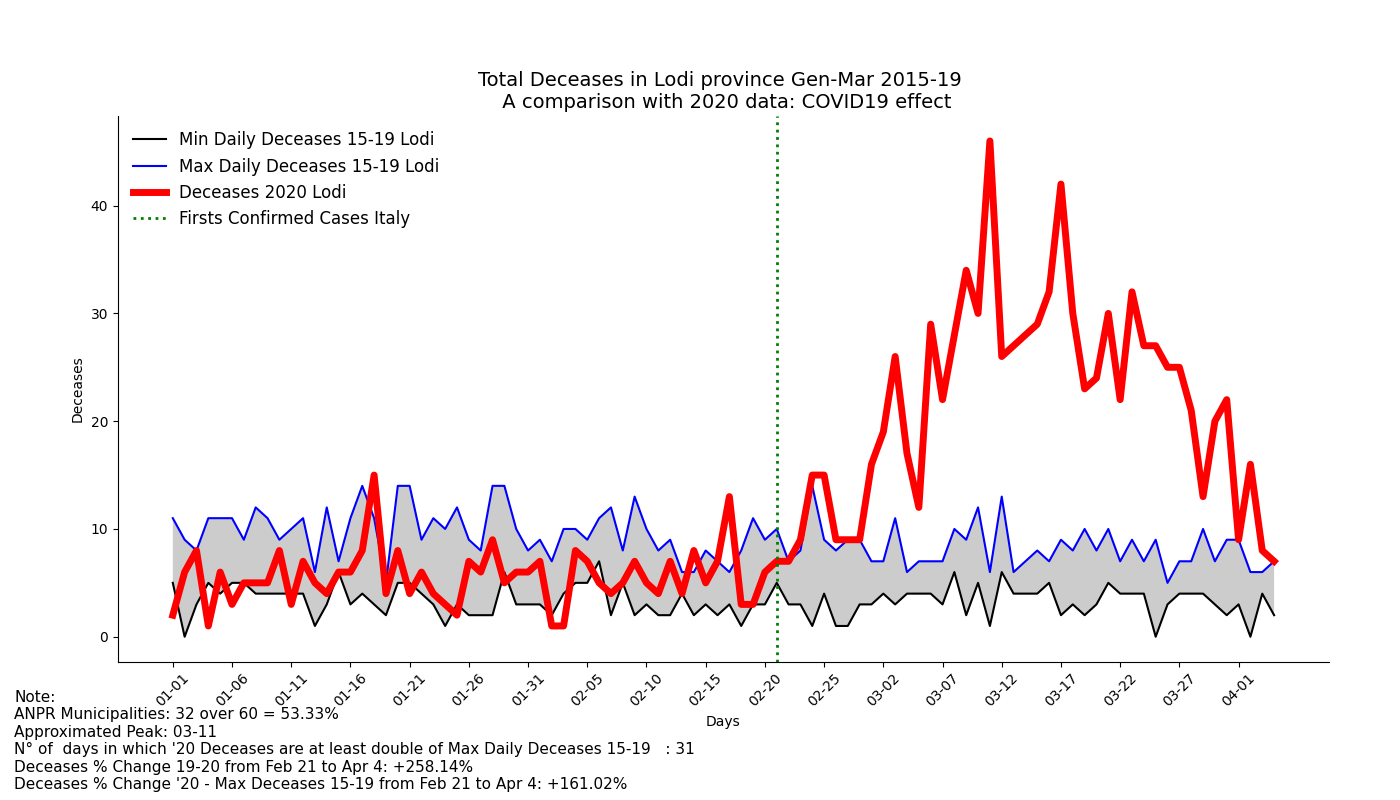 Total Deceases in Lodi province Gen-Mar 2015-19
A comparison with 2020 data: COVID19 effect
Min Daily Deceases 15-19 Lodi
Max Daily Deceases 15-19 Lodi
Deceases 2020 Lodi
Firsts Confirmed Cases Italy
Deceases
40
30
20
10
0
01-01 01-06 01-11 01-16 01-21 01-26 01-31 02-05 02-10 02-15 02-20 02-25 03-02 03-07 03-12 03-17 03-22 03-27 04-01
Days
Note:
ANPR Municipalities: 32 over 60 = 53.33%
Approximated Peak: 03-11
N° of  days in which '20 Deceases are at least double of Max Daily Deceases 15-19   : 31
Deceases % Change 19-20 from Feb 21 to Apr 4: +258.14%
Deceases % Change '20 - Max Deceases 15-19 from Feb 21 to Apr 4: +161.02%